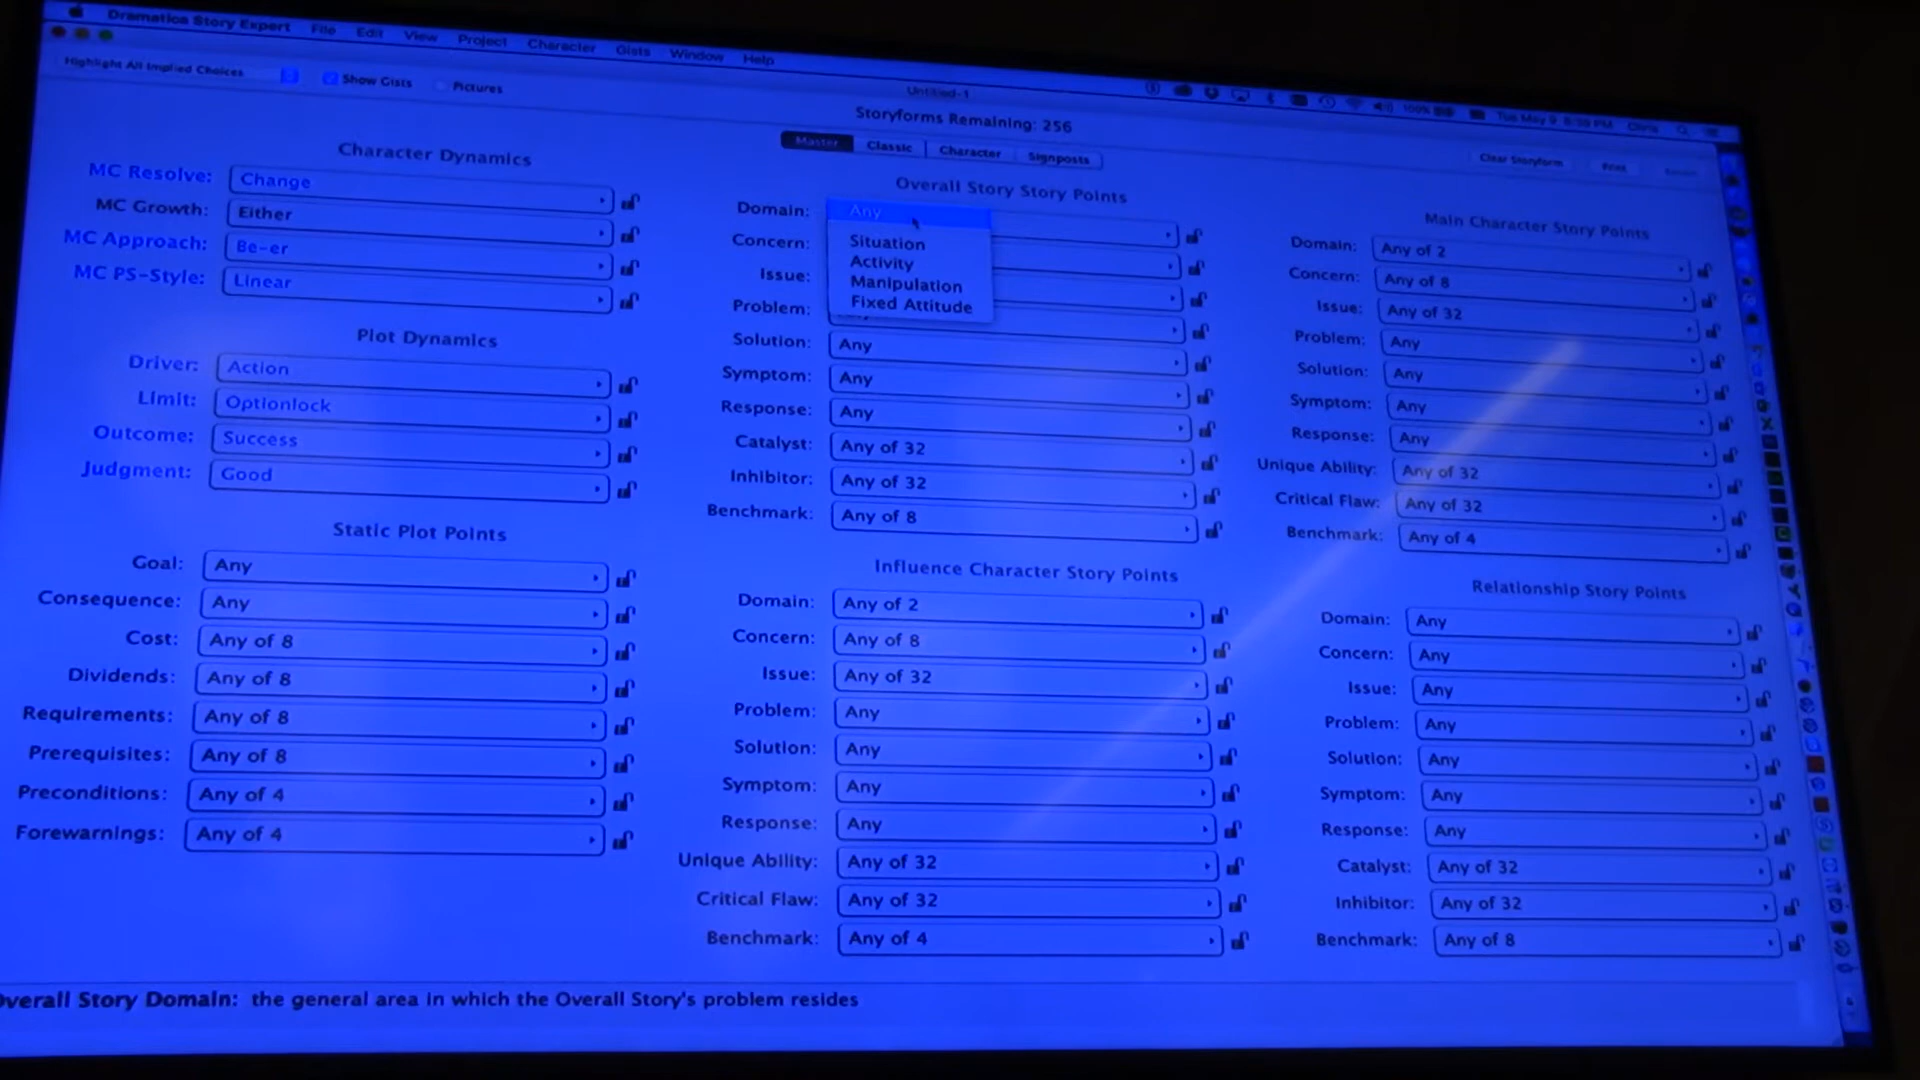 Dramatica Story Expert File Edit View Project Character Gists Window Help
100% Tue May 9 8:59 PM Chris
Untitled-1
Highlight All Implied Choices Show Gists Pictures
Storyforms Remaining: 256
Master Classic Character Signposts
Clear Storyform Print
Character Dynamics
MC Resolve: Change
MC Growth: Either
MC Approach: Be-er
MC PS-Style: Linear
Plot Dynamics
Driver: Action
Limit: Optionlock
Outcome: Success
Judgment: Good
Static Plot Points
Goal: Any
Consequence: Any
Cost: Any of 8
Dividends: Any of 8
Requirements: Any of 8
Prerequisites: Any of 8
Preconditions: Any of 4
Forewarnings: Any of 4
Overall Story Story Points
Domain: Any
Situation
Activity
Manipulation
Fixed Attitude
Concern:
Issue:
Problem:
Solution: Any
Symptom: Any
Response: Any
Catalyst: Any of 32
Inhibitor: Any of 32
Benchmark: Any of 8
Influence Character Story Points
Domain: Any of 2
Concern: Any of 8
Issue: Any of 32
Problem: Any
Solution: Any
Symptom: Any
Response: Any
Unique Ability: Any of 32
Critical Flaw: Any of 32
Benchmark: Any of 4
Main Character Story Points
Domain: Any of 2
Concern: Any of 8
Issue: Any of 32
Problem: Any
Solution: Any
Symptom: Any
Response: Any
Unique Ability: Any of 32
Critical Flaw: Any of 32
Benchmark: Any of 4
Relationship Story Points
Domain: Any
Concern: Any
Issue: Any
Problem: Any
Solution: Any
Symptom: Any
Response: Any
Catalyst: Any of 32
Inhibitor: Any of 32
Benchmark: Any of 8
Overall Story Domain: the general area in which the Overall Story's problem resides